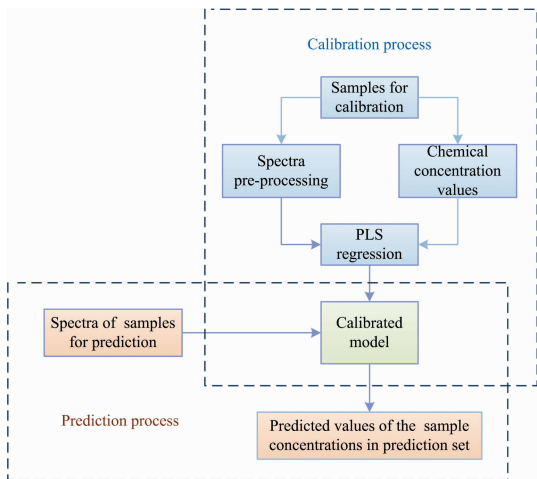 Calibration process
Samples for
calibration
Spectra
pre-processing
Chemical
concentration
values
PLS
regression
Spectra of samples
for prediction
Calibrated
model
Prediction process
Predicted values of the sample
concentrations in prediction set